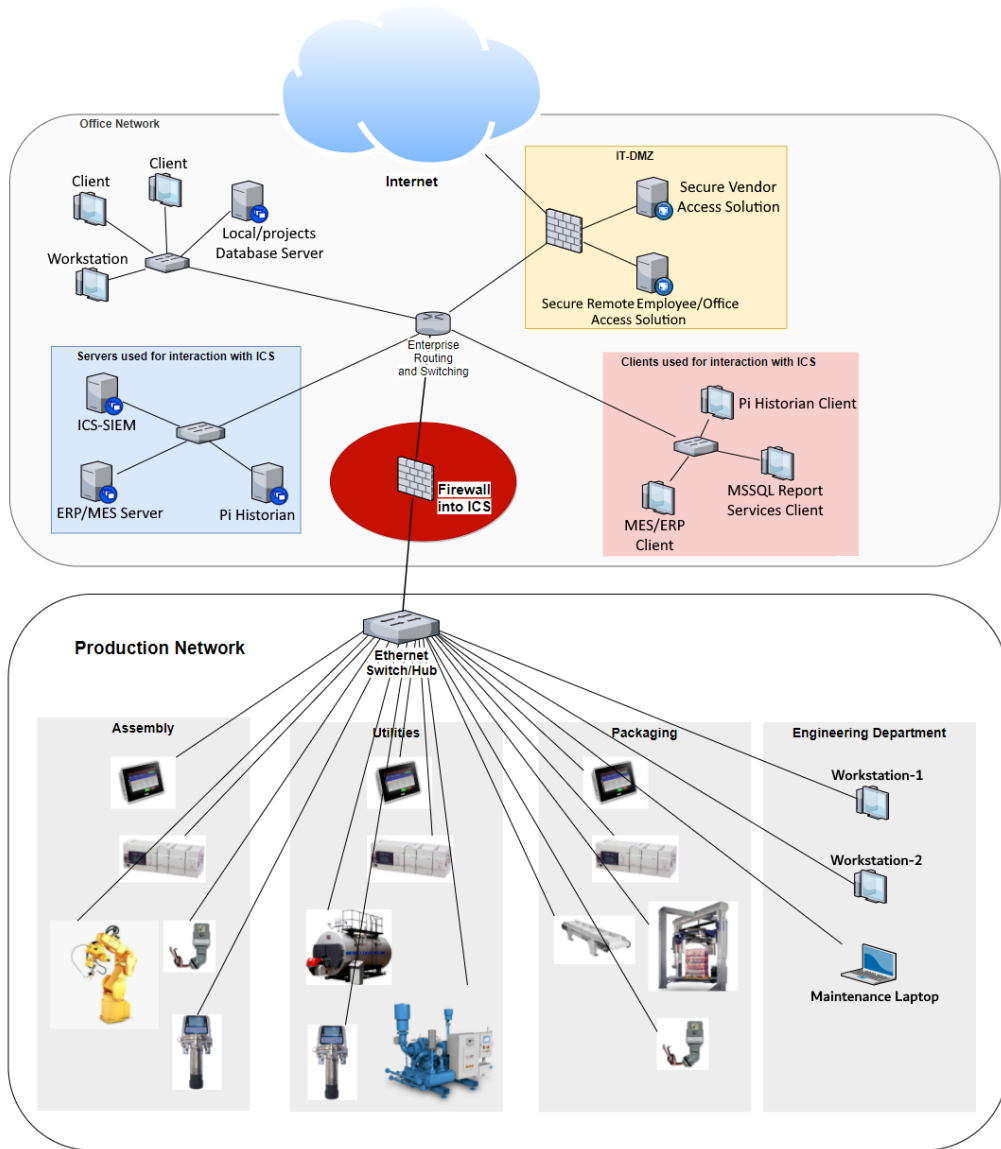 Office Network
Internet
IT-DMZ
Secure Vendor
Access Solution
Secure Remote Employee/Office
Access Solution
Client
Client
Local/projects
Database Server
Workstation
Enterprise
Routing
and Switching
Servers used for interaction with ICS
ICS-SIEM
ERP/MES Server
Pi Historian
Firewall
into ICS
Clients used for interaction with ICS
Pi Historian Client
MSSQL Report
Services Client
MES/ERP
Client
Production Network
Ethernet
Switch/Hub
Assembly
Utilities
Packaging
Engineering Department
Workstation-1
Workstation-2
Maintenance Laptop